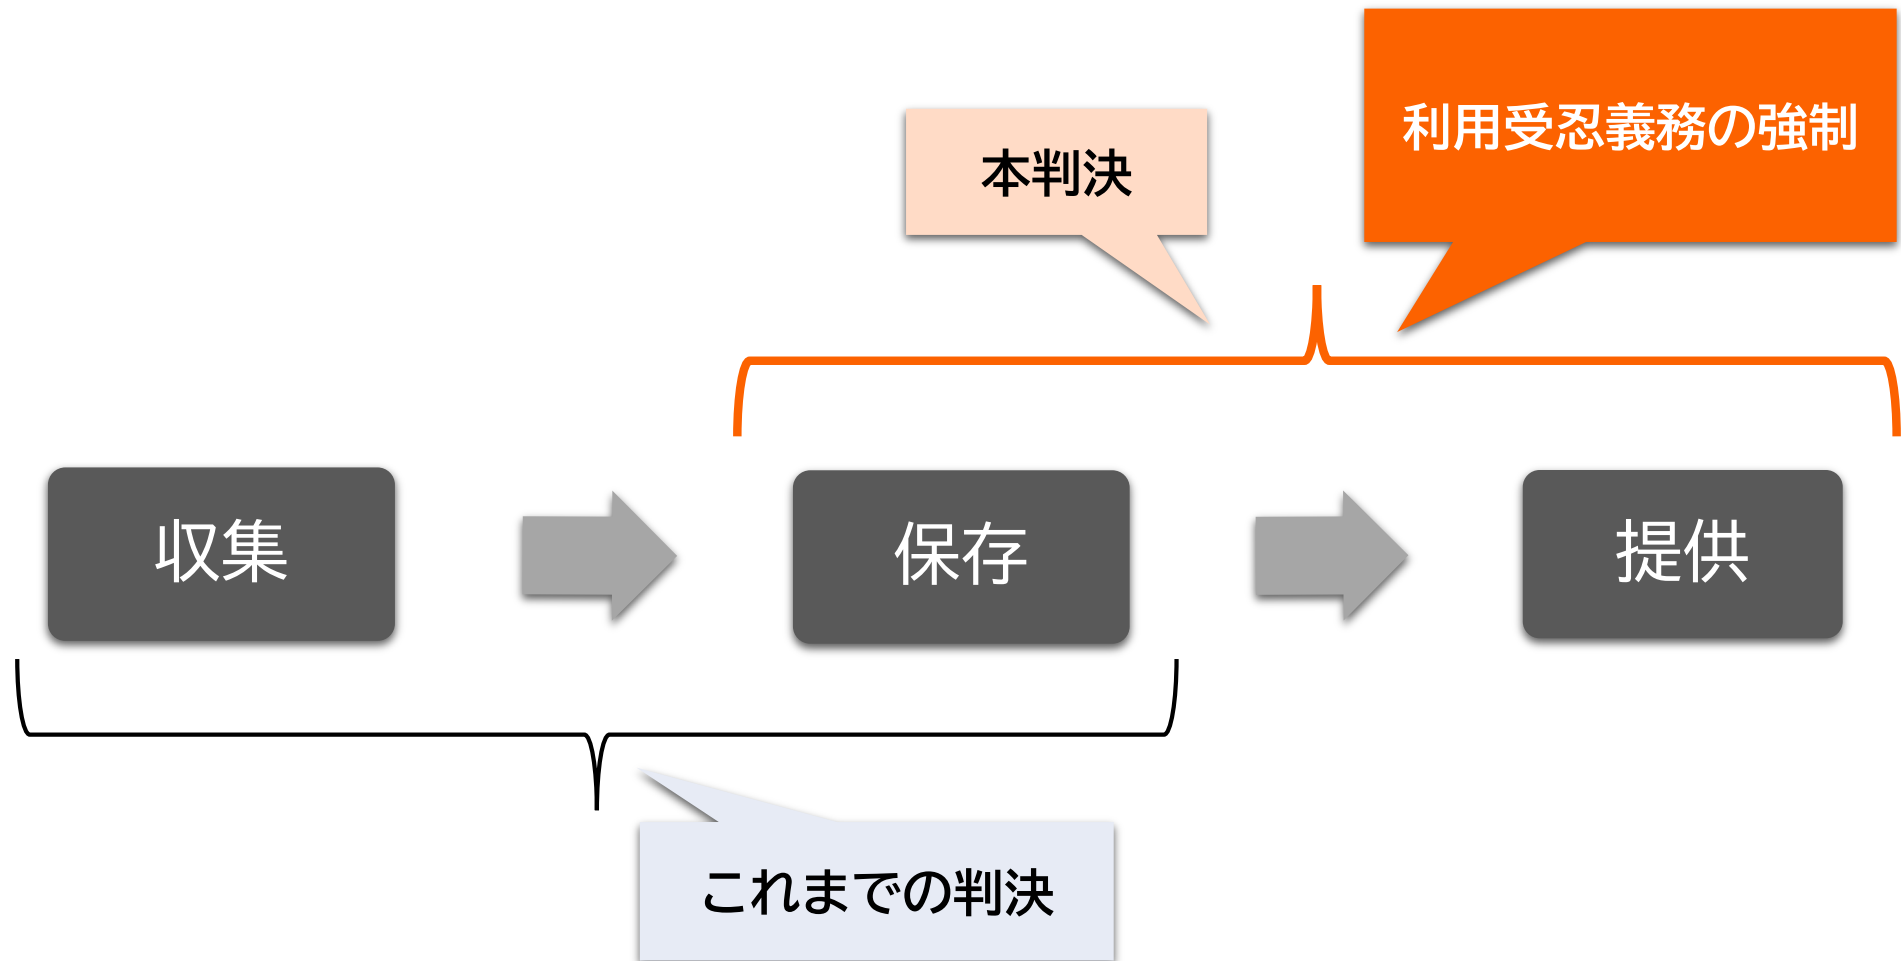 利用受忍義務の強制
本判決
収集
保存
提供
これまでの判決